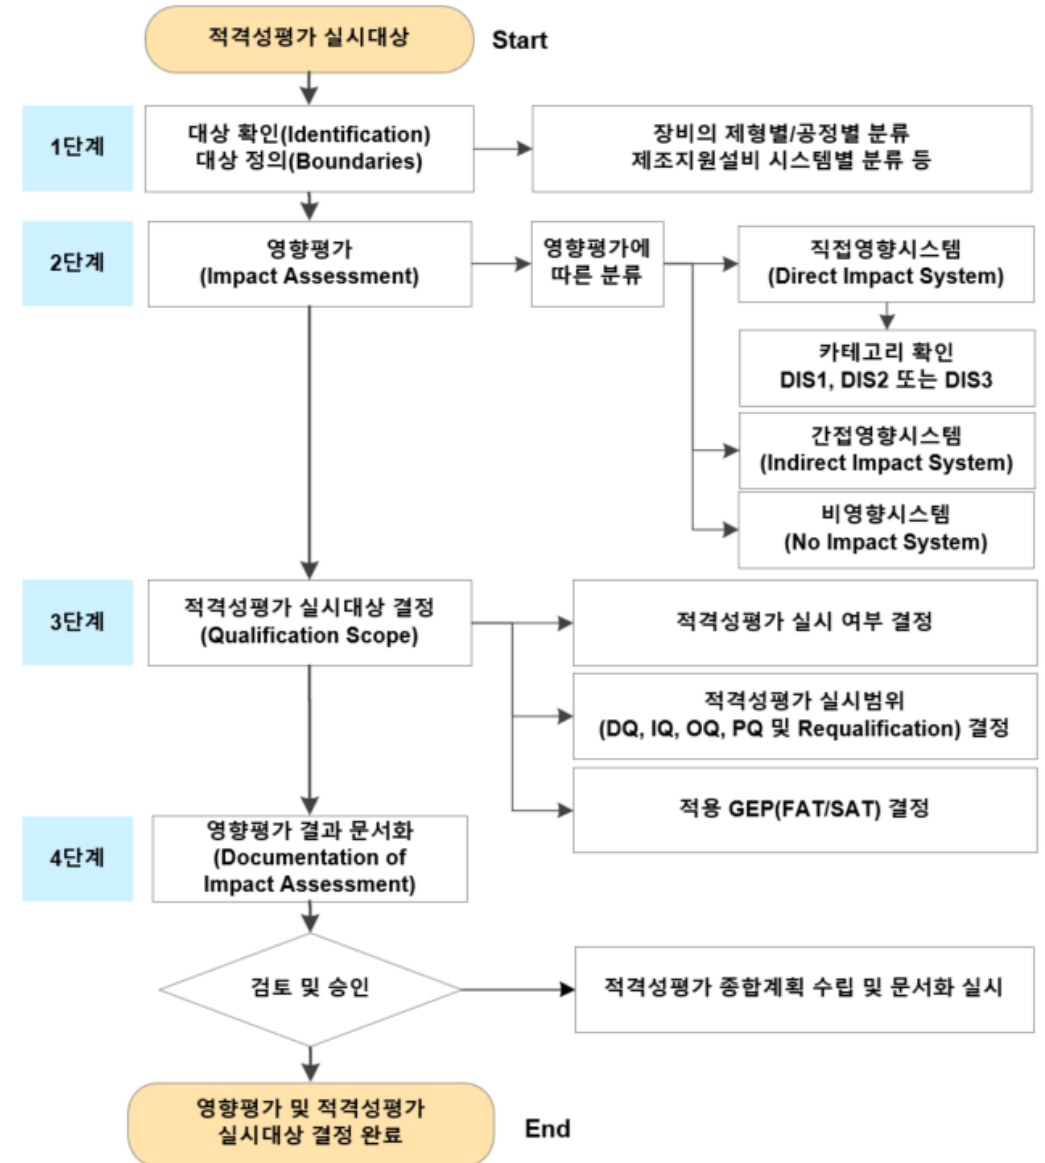 적격성평가 실시대상
Start
1단계
대상 확인(Identification)
대상 정의(Boundaries)
장비의 제형별/공정별 분류
제조지원설비 시스템별 분류 등
2단계
영향평가
(Impact Assessment)
영향평가에
따른 분류
직접영향시스템
(Direct Impact System)
카테고리 확인
DIS1, DIS2 또는 DIS3
간접영향시스템
(Indirect Impact System)
비영향시스템
(No Impact System)
3단계
적격성평가 실시대상 결정
(Qualification Scope)
적격성평가 실시 여부 결정
적격성평가 실시범위
(DQ, IQ, OQ, PQ 및 Requalification) 결정
적용 GEP(FAT/SAT) 결정
4단계
영향평가 결과 문서화
(Documentation of
Impact Assessment)
검토 및 승인
적격성평가 종합계획 수립 및 문서화 실시
영향평가 및 적격성평가
실시대상 결정 완료
End